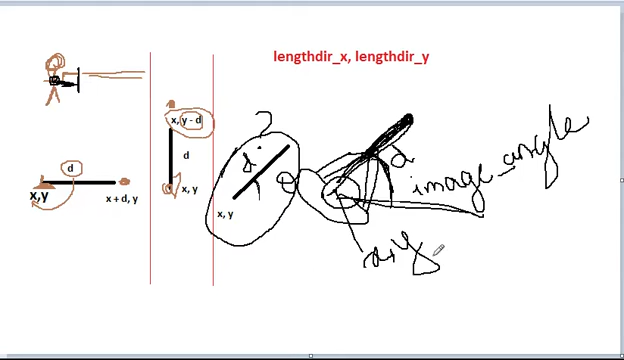 lengthdir_x, lengthdir_y
x, y - d
d
x, y
d
x,y
x + d, y
x, y
?
d
image_angle
x,y